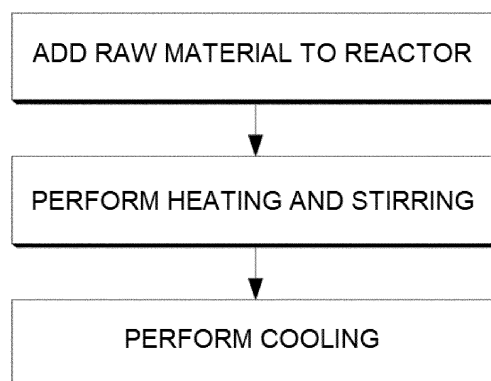 ADD RAW MATERIAL TO REACTOR
PERFORM HEATING AND STIRRING
PERFORM COOLING